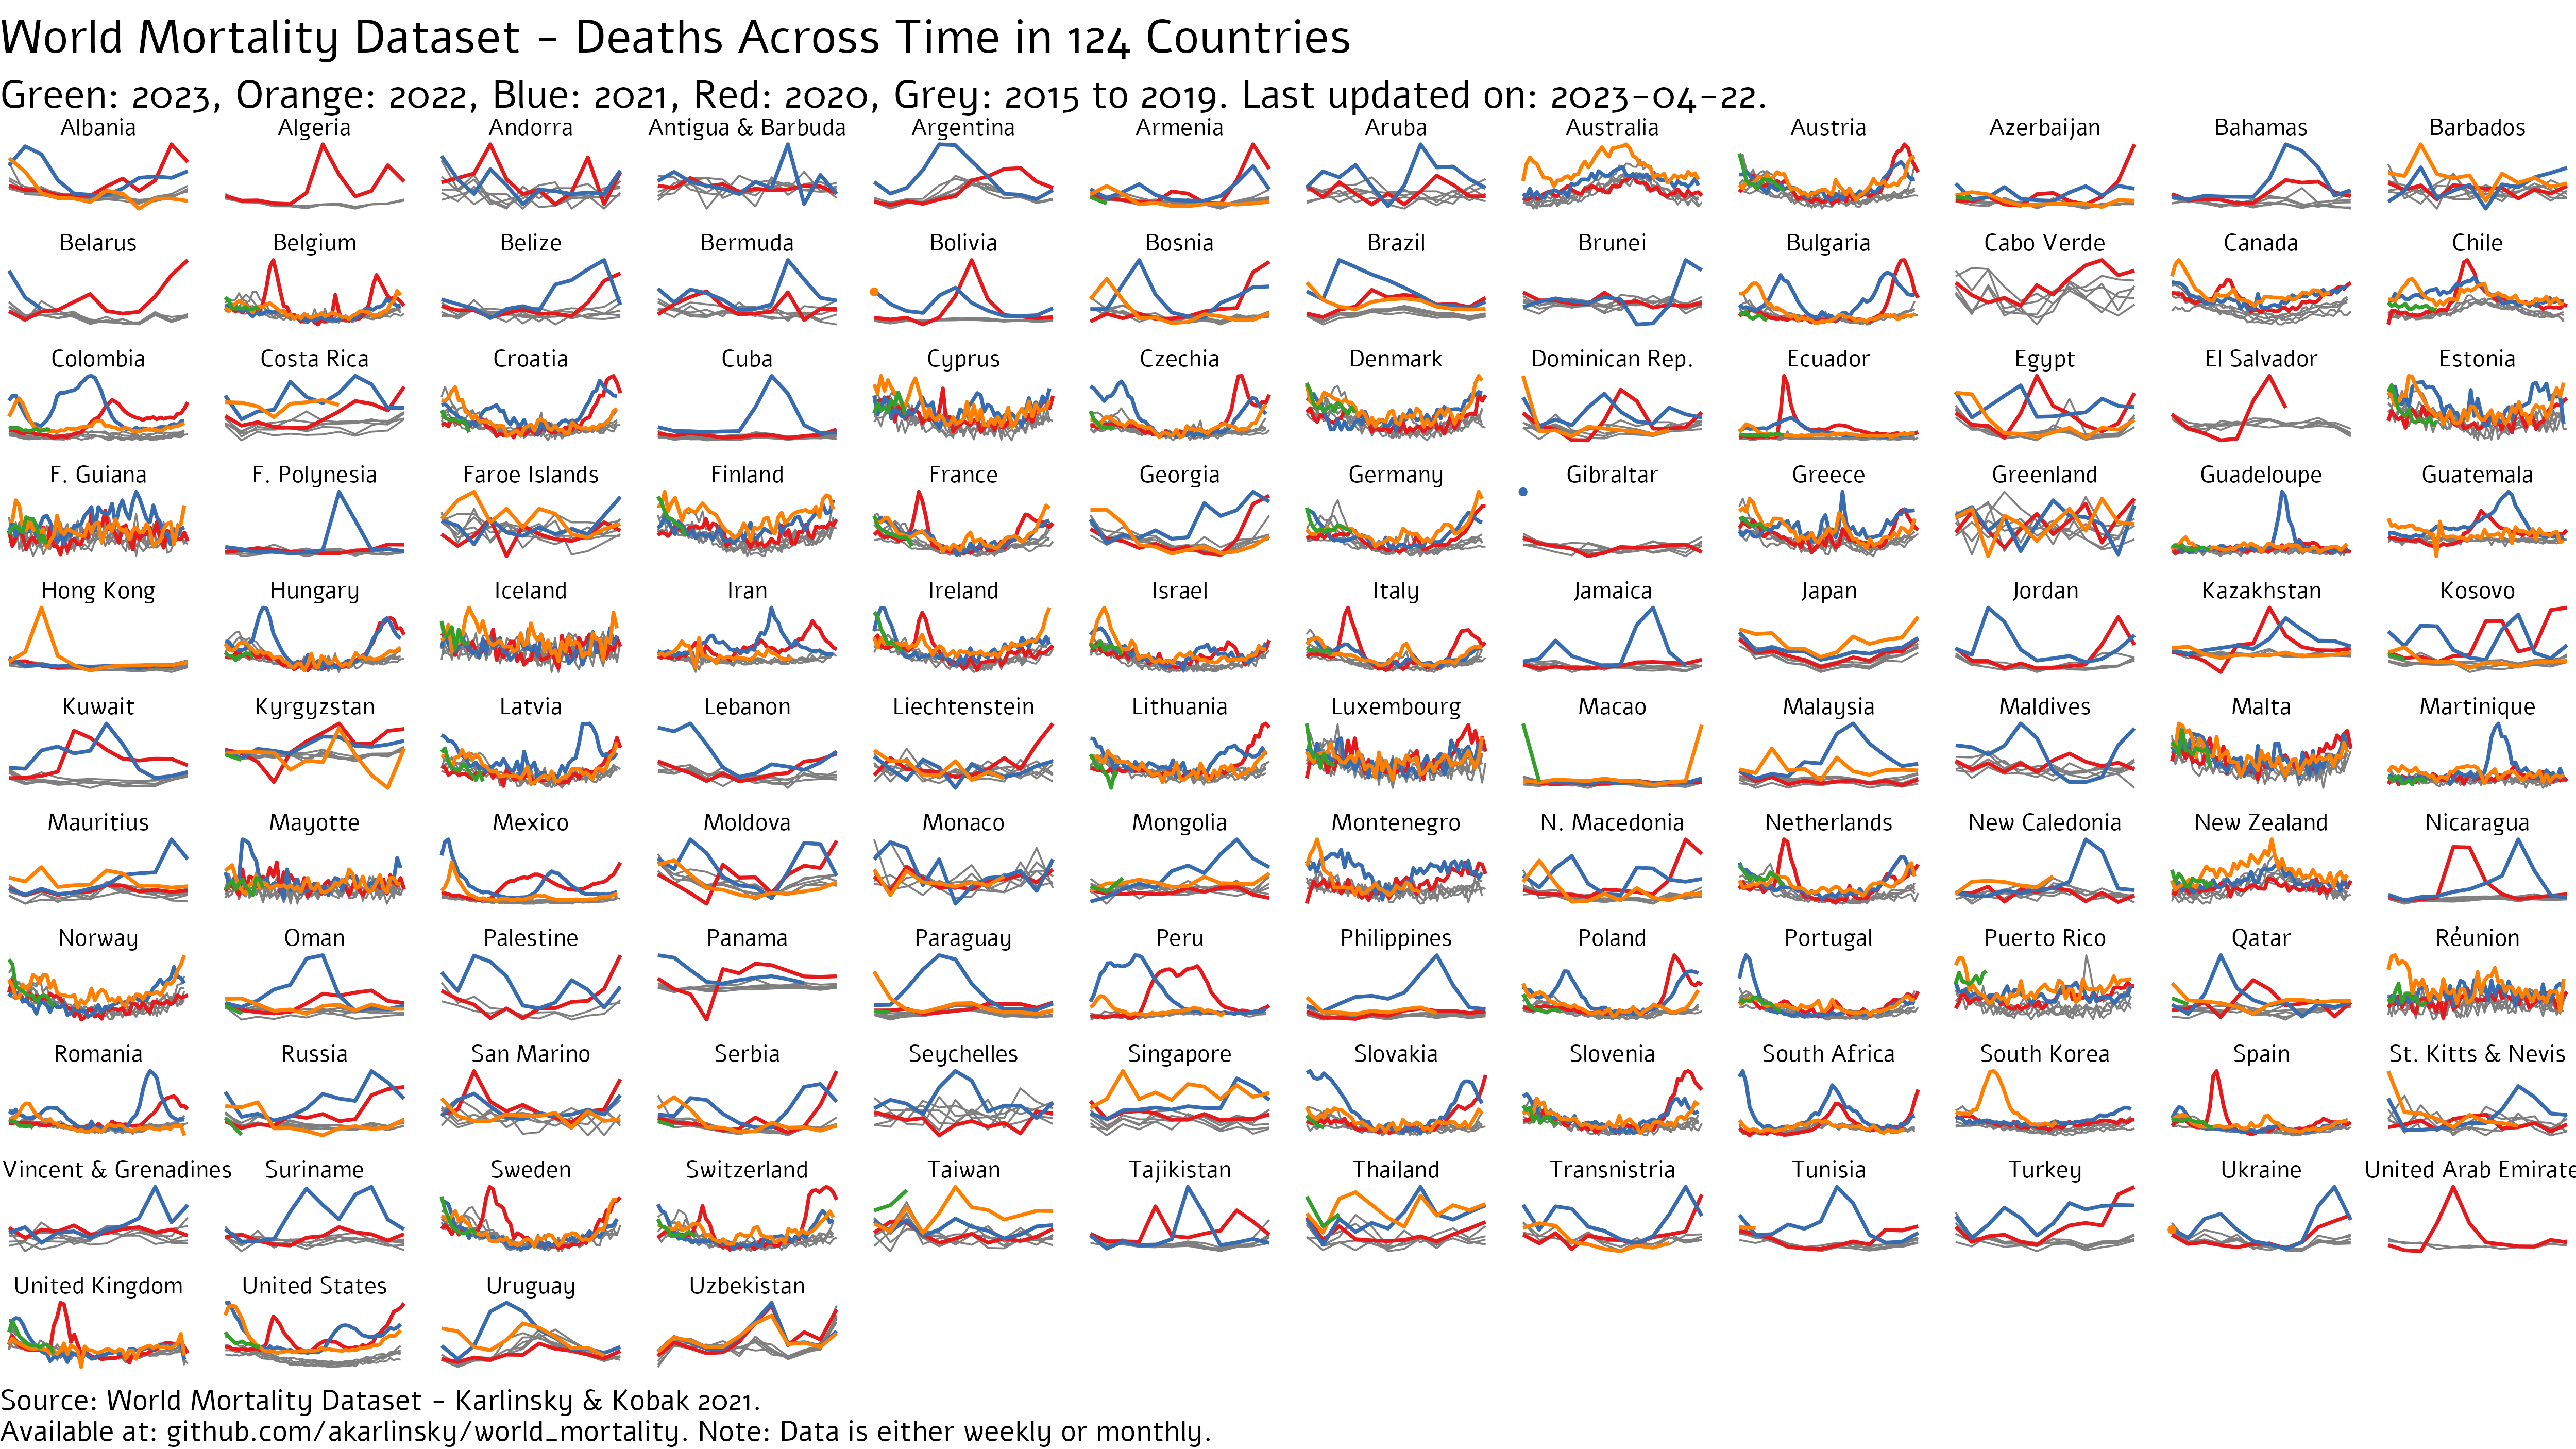 World Mortality Dataset - Deaths Across Time in 124 Countries
Green: 2023, Orange: 2022, Blue: 2021, Red: 2020, Grey: 2015 to 2019. Last updated on: 2023-04-22.
Albania Algeria Andorra Antigua & Barbuda Argentina Armenia Aruba Australia Austria Azerbaijan Bahamas Barbados
Belarus Belgium Belize Bermuda Bolivia Bosnia Brazil Brunei Bulgaria Cabo Verde Canada Chile
Colombia Costa Rica Croatia Cuba Cyprus Czechia Denmark Dominican Rep. Ecuador Egypt El Salvador Estonia
F. Guiana F. Polynesia Faroe Islands Finland France Georgia Germany Gibraltar Greece Greenland Guadeloupe Guatemala
Hong Kong Hungary Iceland Iran Ireland Israel Italy Jamaica Japan Jordan Kazakhstan Kosovo
Kuwait Kyrgyzstan Latvia Lebanon Liechtenstein Lithuania Luxembourg Macao Malaysia Maldives Malta Martinique
Mauritius Mayotte Mexico Moldova Monaco Mongolia Montenegro N. Macedonia Netherlands New Caledonia New Zealand Nicaragua
Norway Oman Palestine Panama Paraguay Peru Philippines Poland Portugal Puerto Rico Qatar Réunion
Romania Russia San Marino Serbia Seychelles Singapore Slovakia Slovenia South Africa South Korea Spain St. Kitts & Nevis
Vincent & Grenadines Suriname Sweden Switzerland Taiwan Tajikistan Thailand Transnistria Tunisia Turkey Ukraine United Arab Emirate
United Kingdom United States Uruguay Uzbekistan
Source: World Mortality Dataset - Karlinsky & Kobak 2021.
Available at: github.com/akarlinsky/world_mortality. Note: Data is either weekly or monthly.